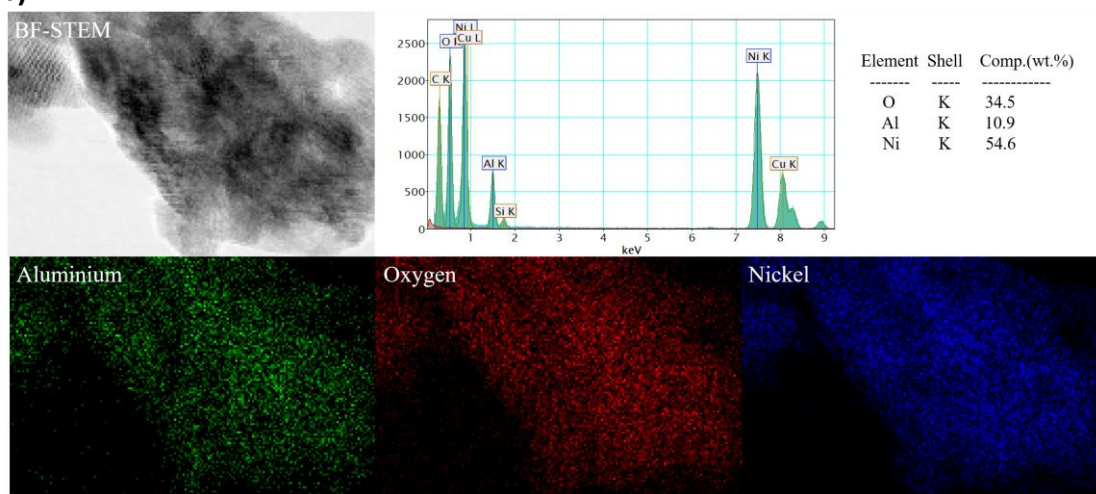 BF-STEM
2500
2000
1500
1000
500
0
C K
Ni L
Cu L
Al K
Si K
Ni K
Cu K
1 2 3 4 5 6 7 8 9
keV
Element Shell Comp.(wt.%)
------- ----- ------------
O K 34.5
Al K 10.9
Ni K 54.6
Aluminium
Oxygen
Nickel